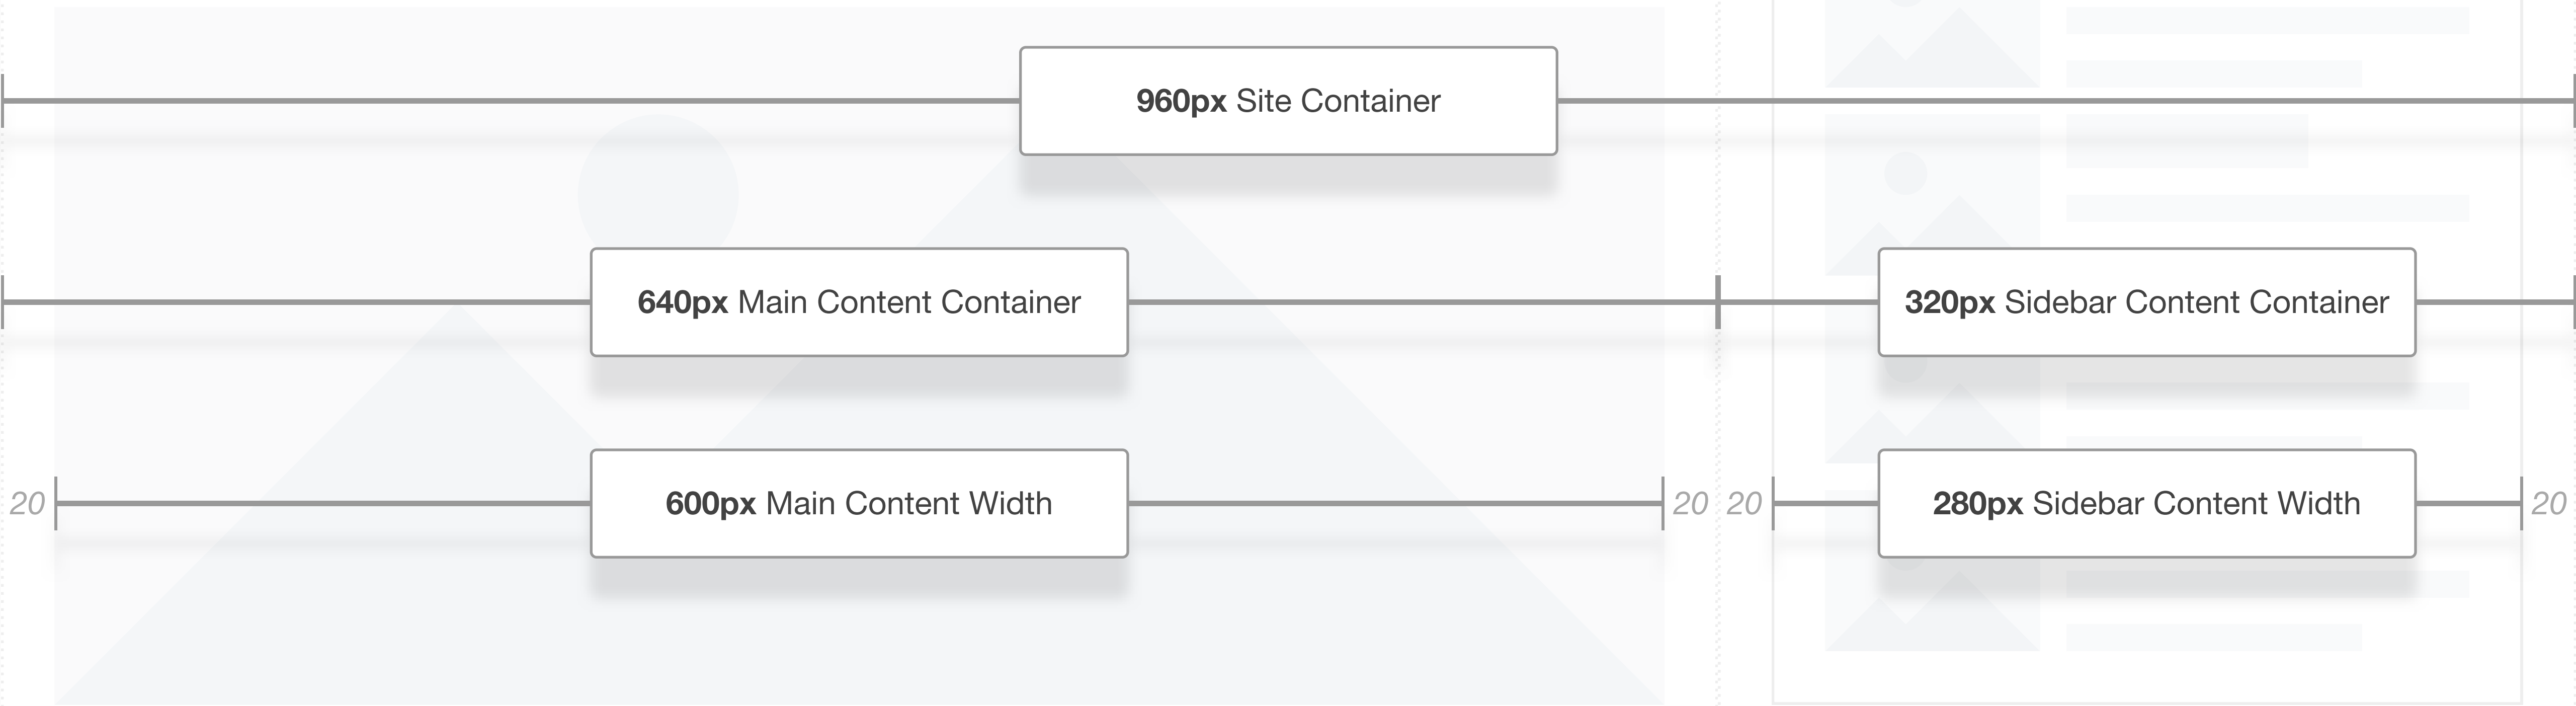 960px Site Container
640px Main Content Container
320px Sidebar Content Container
20
600px Main Content Width
20
20
280px Sidebar Content Width
20